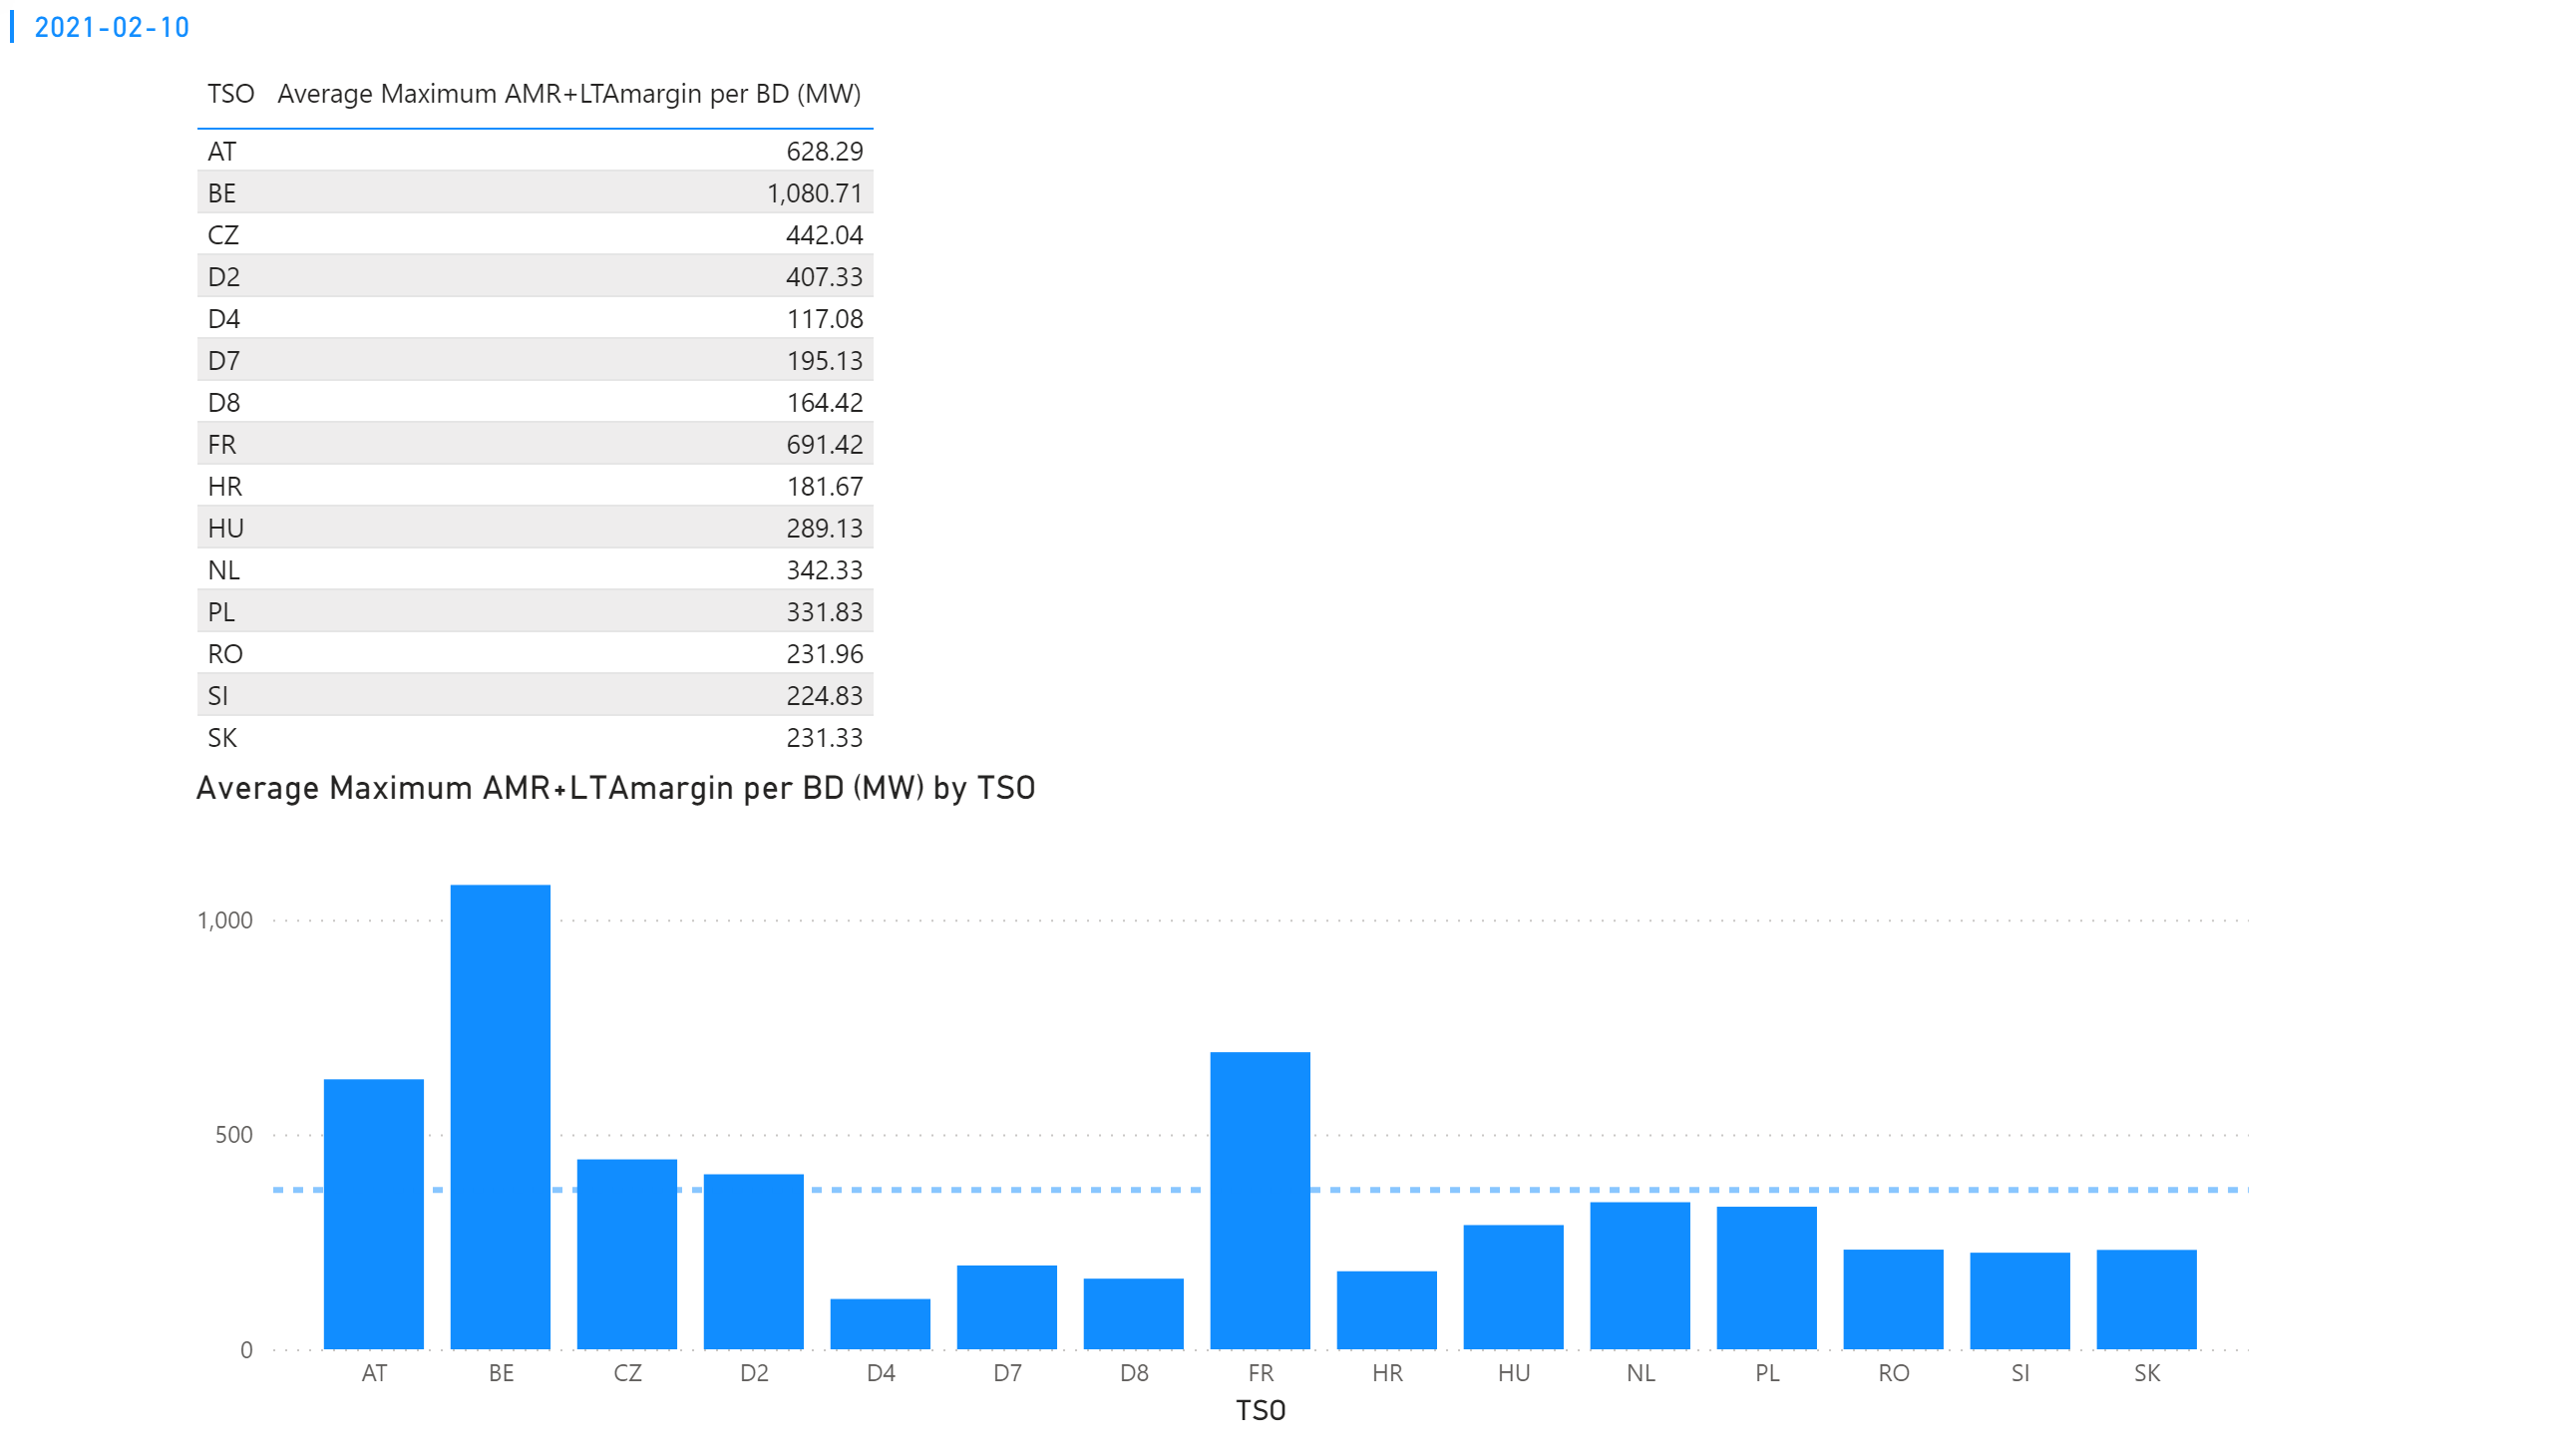 2021-02-10
TSO Average Maximum AMR+LTAmargin per BD (MW)
AT 628.29
BE 1,080.71
CZ 442.04
D2 407.33
D4 117.08
D7 195.13
D8 164.42
FR 691.42
HR 181.67
HU 289.13
NL 342.33
PL 331.83
RO 231.96
SI 224.83
SK 231.33
Average Maximum AMR+LTAmargin per BD (MW) by TSO
1,000
500
0
AT BE CZ D2 D4 D7 D8 FR HR HU NL PL RO SI SK
TSO